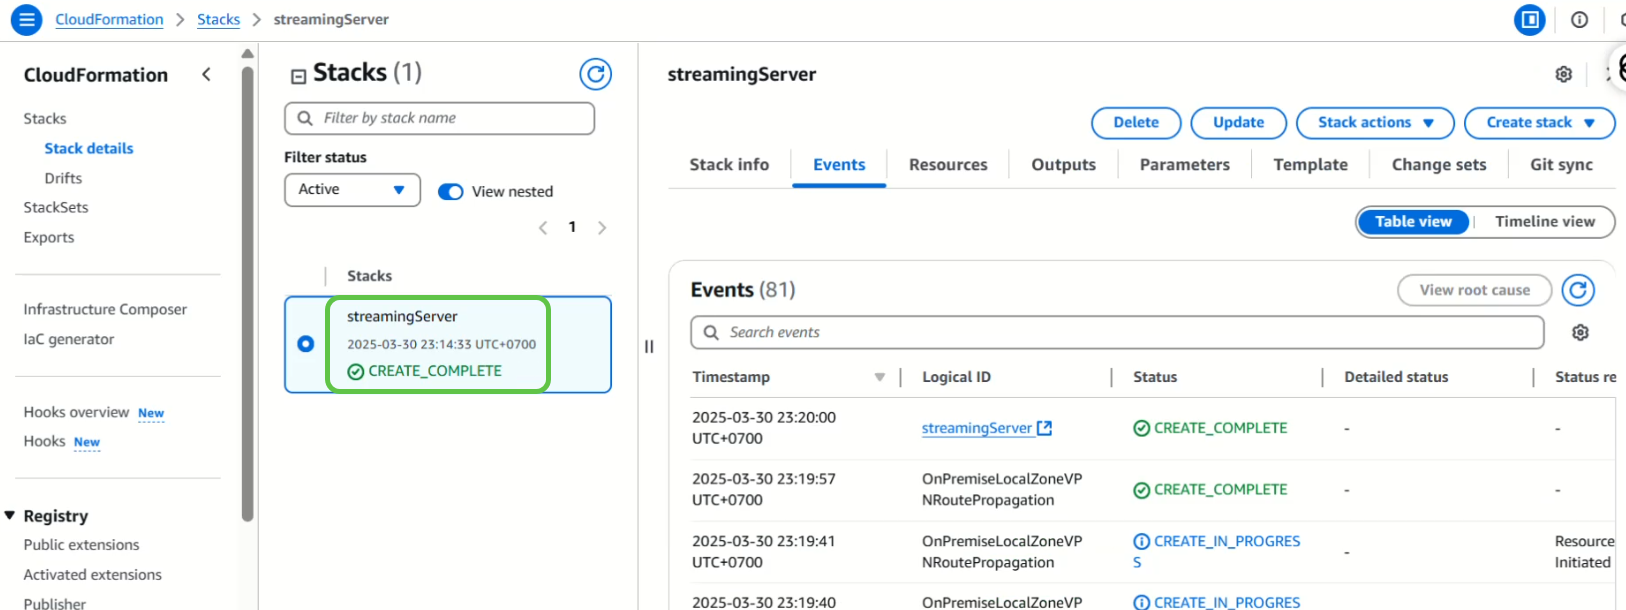 CloudFormation > Stacks > streamingServer
CloudFormation
Stacks
Stack details
Drifts
StackSets
Exports
Infrastructure Composer
IaC generator
Hooks overview New
Hooks New
Registry
Public extensions
Activated extensions
Publisher
Stacks (1)
Filter by stack name
Filter status
Active
View nested
1
Stacks
streamingServer
2025-03-30 23:14:33 UTC+0700
CREATE_COMPLETE
streamingServer
Delete
Update
Stack actions
Create stack
Stack info
Events
Resources
Outputs
Parameters
Template
Change sets
Git sync
Table view
Timeline view
Events (81)
View root cause
Search events
Timestamp
Logical ID
Status
Detailed status
Status re
2025-03-30 23:20:00
UTC+0700
streamingServer
CREATE_COMPLETE
-
-
2025-03-30 23:19:57
UTC+0700
OnPremiseLocalZoneVP
NRoutePropagation
CREATE_COMPLETE
-
-
2025-03-30 23:19:41
UTC+0700
OnPremiseLocalZoneVP
NRoutePropagation
CREATE_IN_PROGRES
S
-
Resource
Initiated
2025-03-30 23:19:40
OnPremiseLocalZoneVP
CREATE_IN_PROGRES